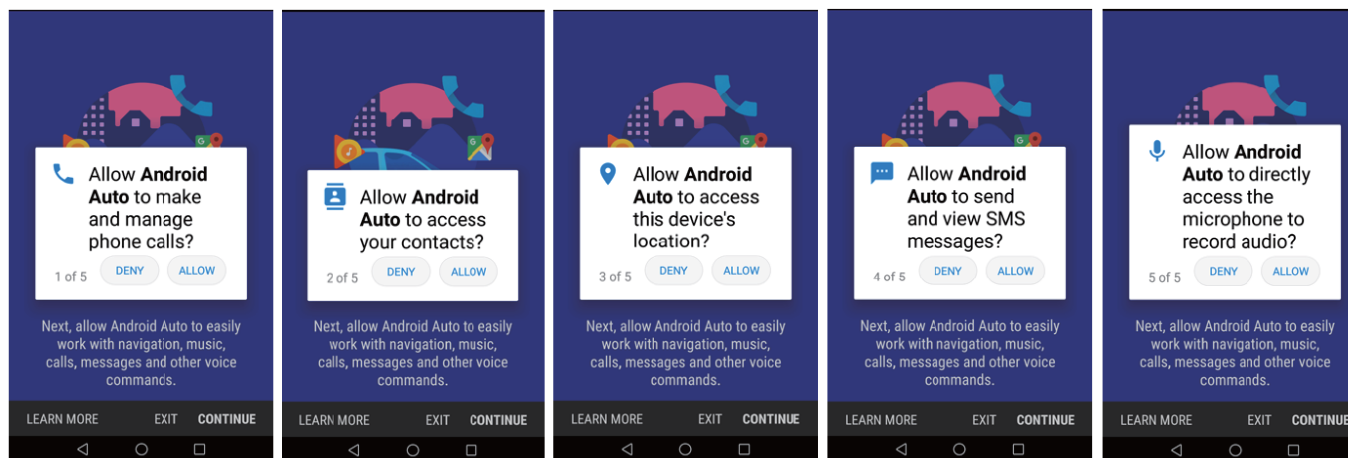 Allow Android
Auto to make
and manage
phone calls?
1 of 5
DENY
ALLOW
Next, allow Android Auto to easily
work with navigation, music,
calls, messages and other voice
commands.
LEARN MORE
EXIT
CONTINUE
Allow Android
Auto to access
your contacts?
2 of 5
DENY
ALLOW
Next, allow Android Auto to easily
work with navigation, music,
calls, messages and other voice
commands.
LEARN MORE
EXIT
CONTINUE
Allow Android
Auto to access
this device's
location?
3 of 5
DENY
ALLOW
Next, allow Android Auto to easily
work with navigation, music,
calls, messages and other voice
commands.
LEARN MORE
EXIT
CONTINUE
Allow Android
Auto to send
and view SMS
messages?
4 of 5
DENY
ALLOW
Next, allow Android Auto to easily
work with navigation, music,
calls, messages and other voice
commands.
LEARN MORE
EXIT
CONTINUE
Allow Android
Auto to directly
access the
microphone to
record audio?
5 of 5
DENY
ALLOW
Next, allow Android Auto to easily
work with navigation, music,
calls, messages and other voice
commands.
LEARN MORE
EXIT
CONTINUE